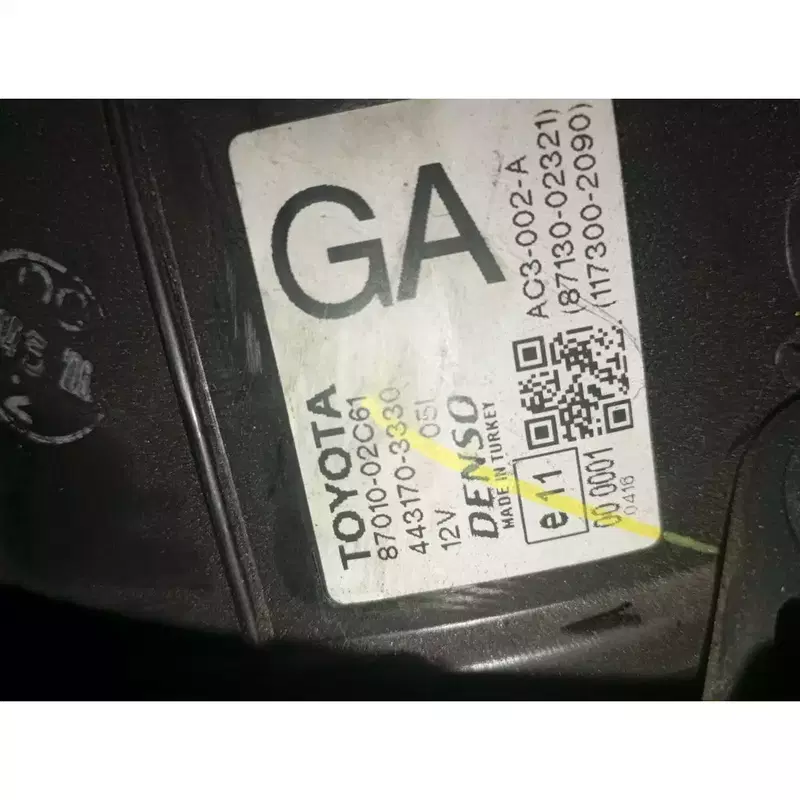 GA
AC3-002-A
(87130-02321)
(117300-2090)
TOYOTA
87010-02C61
443170-3330
12V 05I
DENSO
MADE IN TURKEY
e11
00 0001
0416